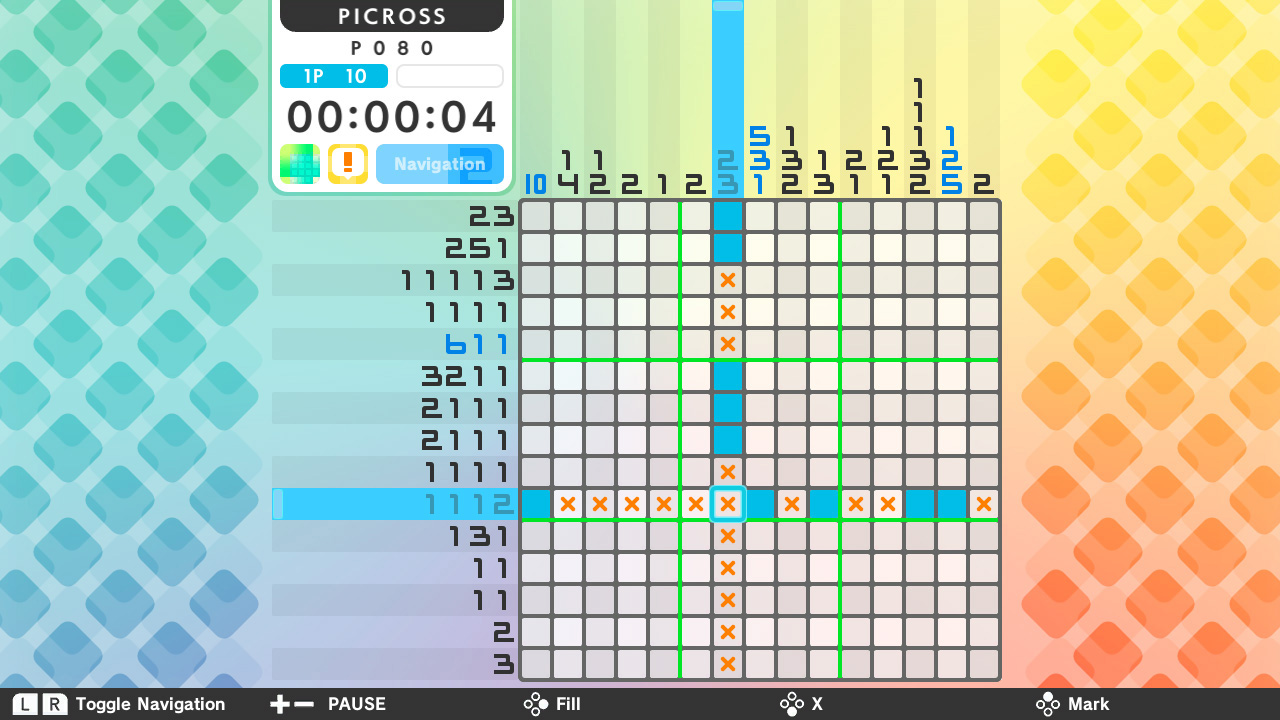 PICROSS
P080
1P 10
00:00:04
!
Navigation
1
1
5 1 1 1 1
1 1 2 3 3 1 2 2 3 2
10 4 2 2 1 2 3 1 2 3 1 1 2 5 2
2 3
2 5 1
1 1 1 1 3
1 1 1 1
6 1 1
3 2 1 1
2 1 1 1
2 1 1 1
1 1 1 1
1 1 1 2
1 3 1
1 1
1 1
2
3
L R Toggle Navigation PAUSE Fill X Mark